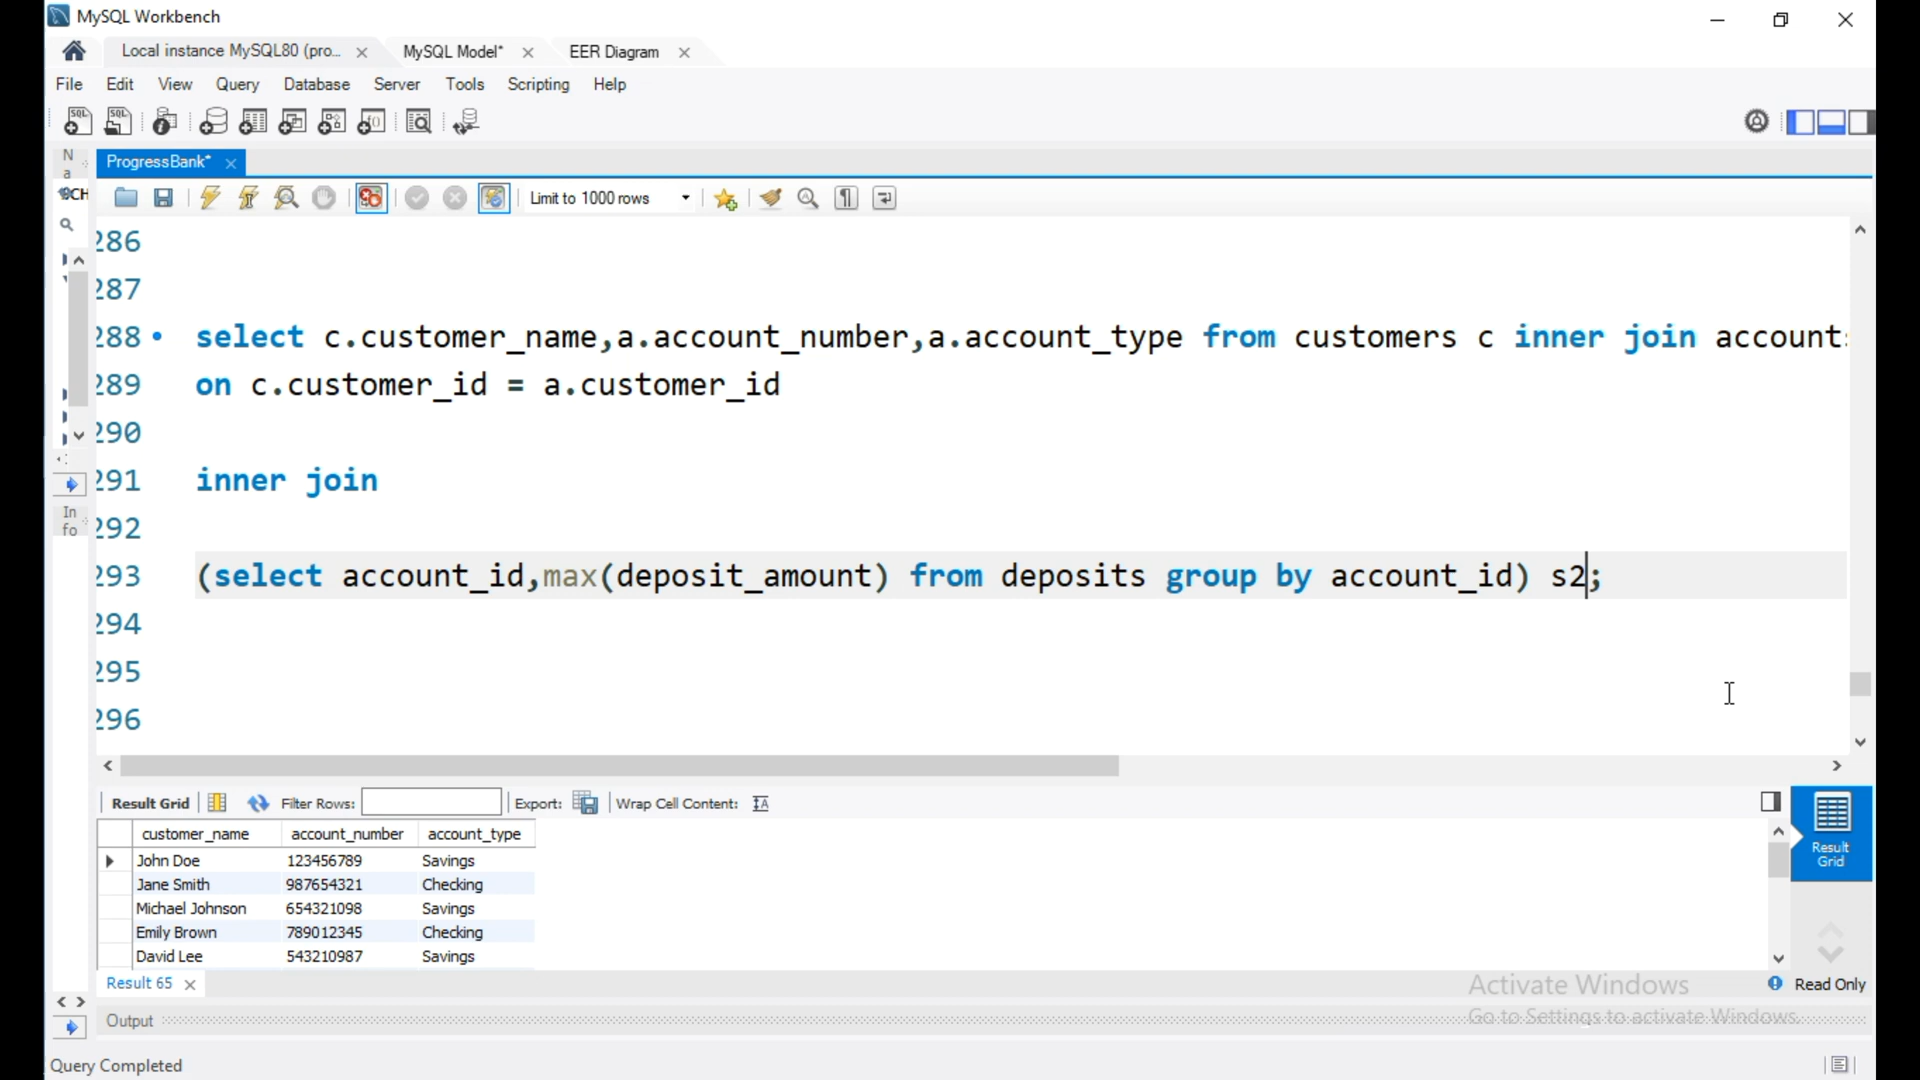 MySQL Workbench
Local instance MySQL80 (pro...
MySQL Model*
EER Diagram
File Edit View Query Database Server Tools Scripting Help
N
a
ProgressBank*
SCH
Limit to 1000 rows
286
287
288 select c.customer_name,a.account_number,a.account_type from customers c inner join account
289 on c.customer_id = a.customer_id
290
291 inner join
292
293 (select account_id,max(deposit_amount) from deposits group by account_id) s2;
294
295
296
In
fo
Result Grid Filter Rows: Export: Wrap Cell Content:
customer_name account_number account_type
John Doe 123456789 Savings
Jane Smith 987654321 Checking
Michael Johnson 654321098 Savings
Emily Brown 789012345 Checking
David Lee 543210987 Savings
Result
Grid
Result 65
Read Only
Activate Windows
Go to Settings to activate Windows.
Output
Query Completed